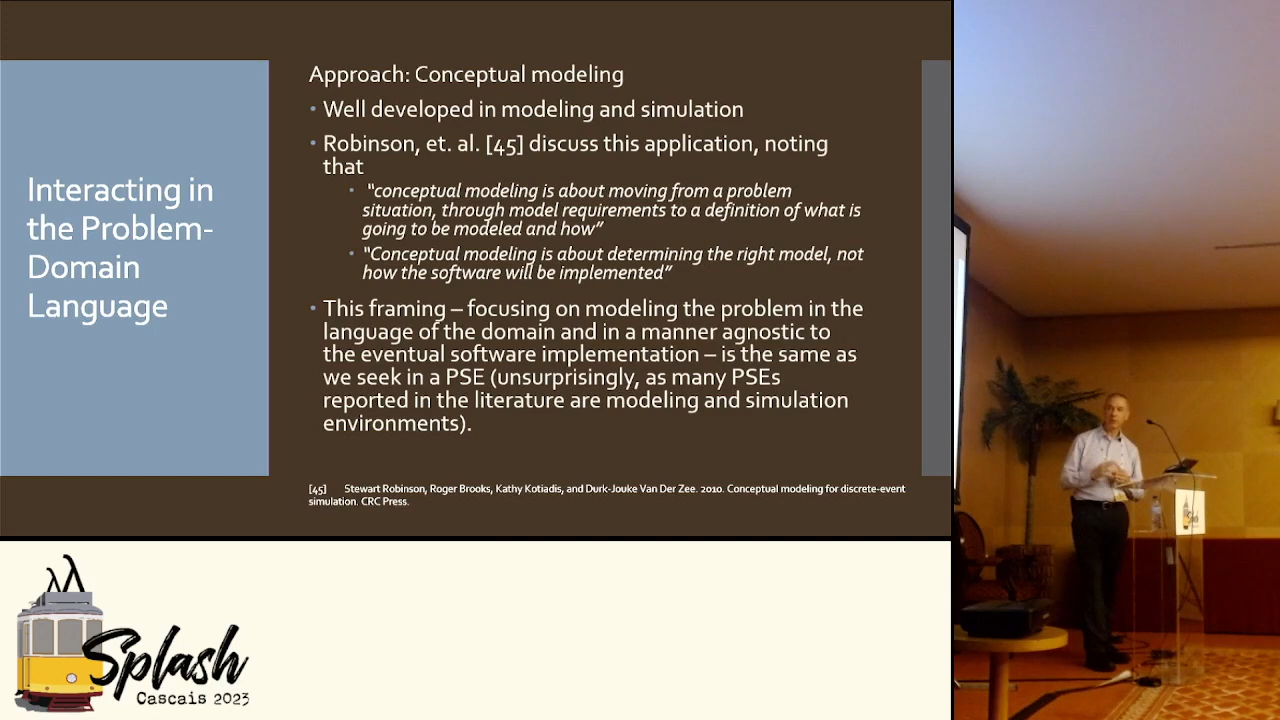 Interacting in
the Problem-
Domain
Language
Approach: Conceptual modeling
• Well developed in modeling and simulation
• Robinson, et. al. [45] discuss this application, noting
that
• “conceptual modeling is about moving from a problem
situation, through model requirements to a definition of what is
going to be modeled and how”
• “Conceptual modeling is about determining the right model, not
how the software will be implemented”
• This framing – focusing on modeling the problem in the
language of the domain and in a manner agnostic to
the eventual software implementation – is the same as
we seek in a PSE (unsurprisingly, as many PSEs
reported in the literature are modeling and simulation
environments).
[45] Stewart Robinson, Roger Brooks, Kathy Kotiadis, and Durk-Jouke Van Der Zee. 2010. Conceptual modeling for discrete-event
simulation. CRC Press.
Splash
Cascais 2023